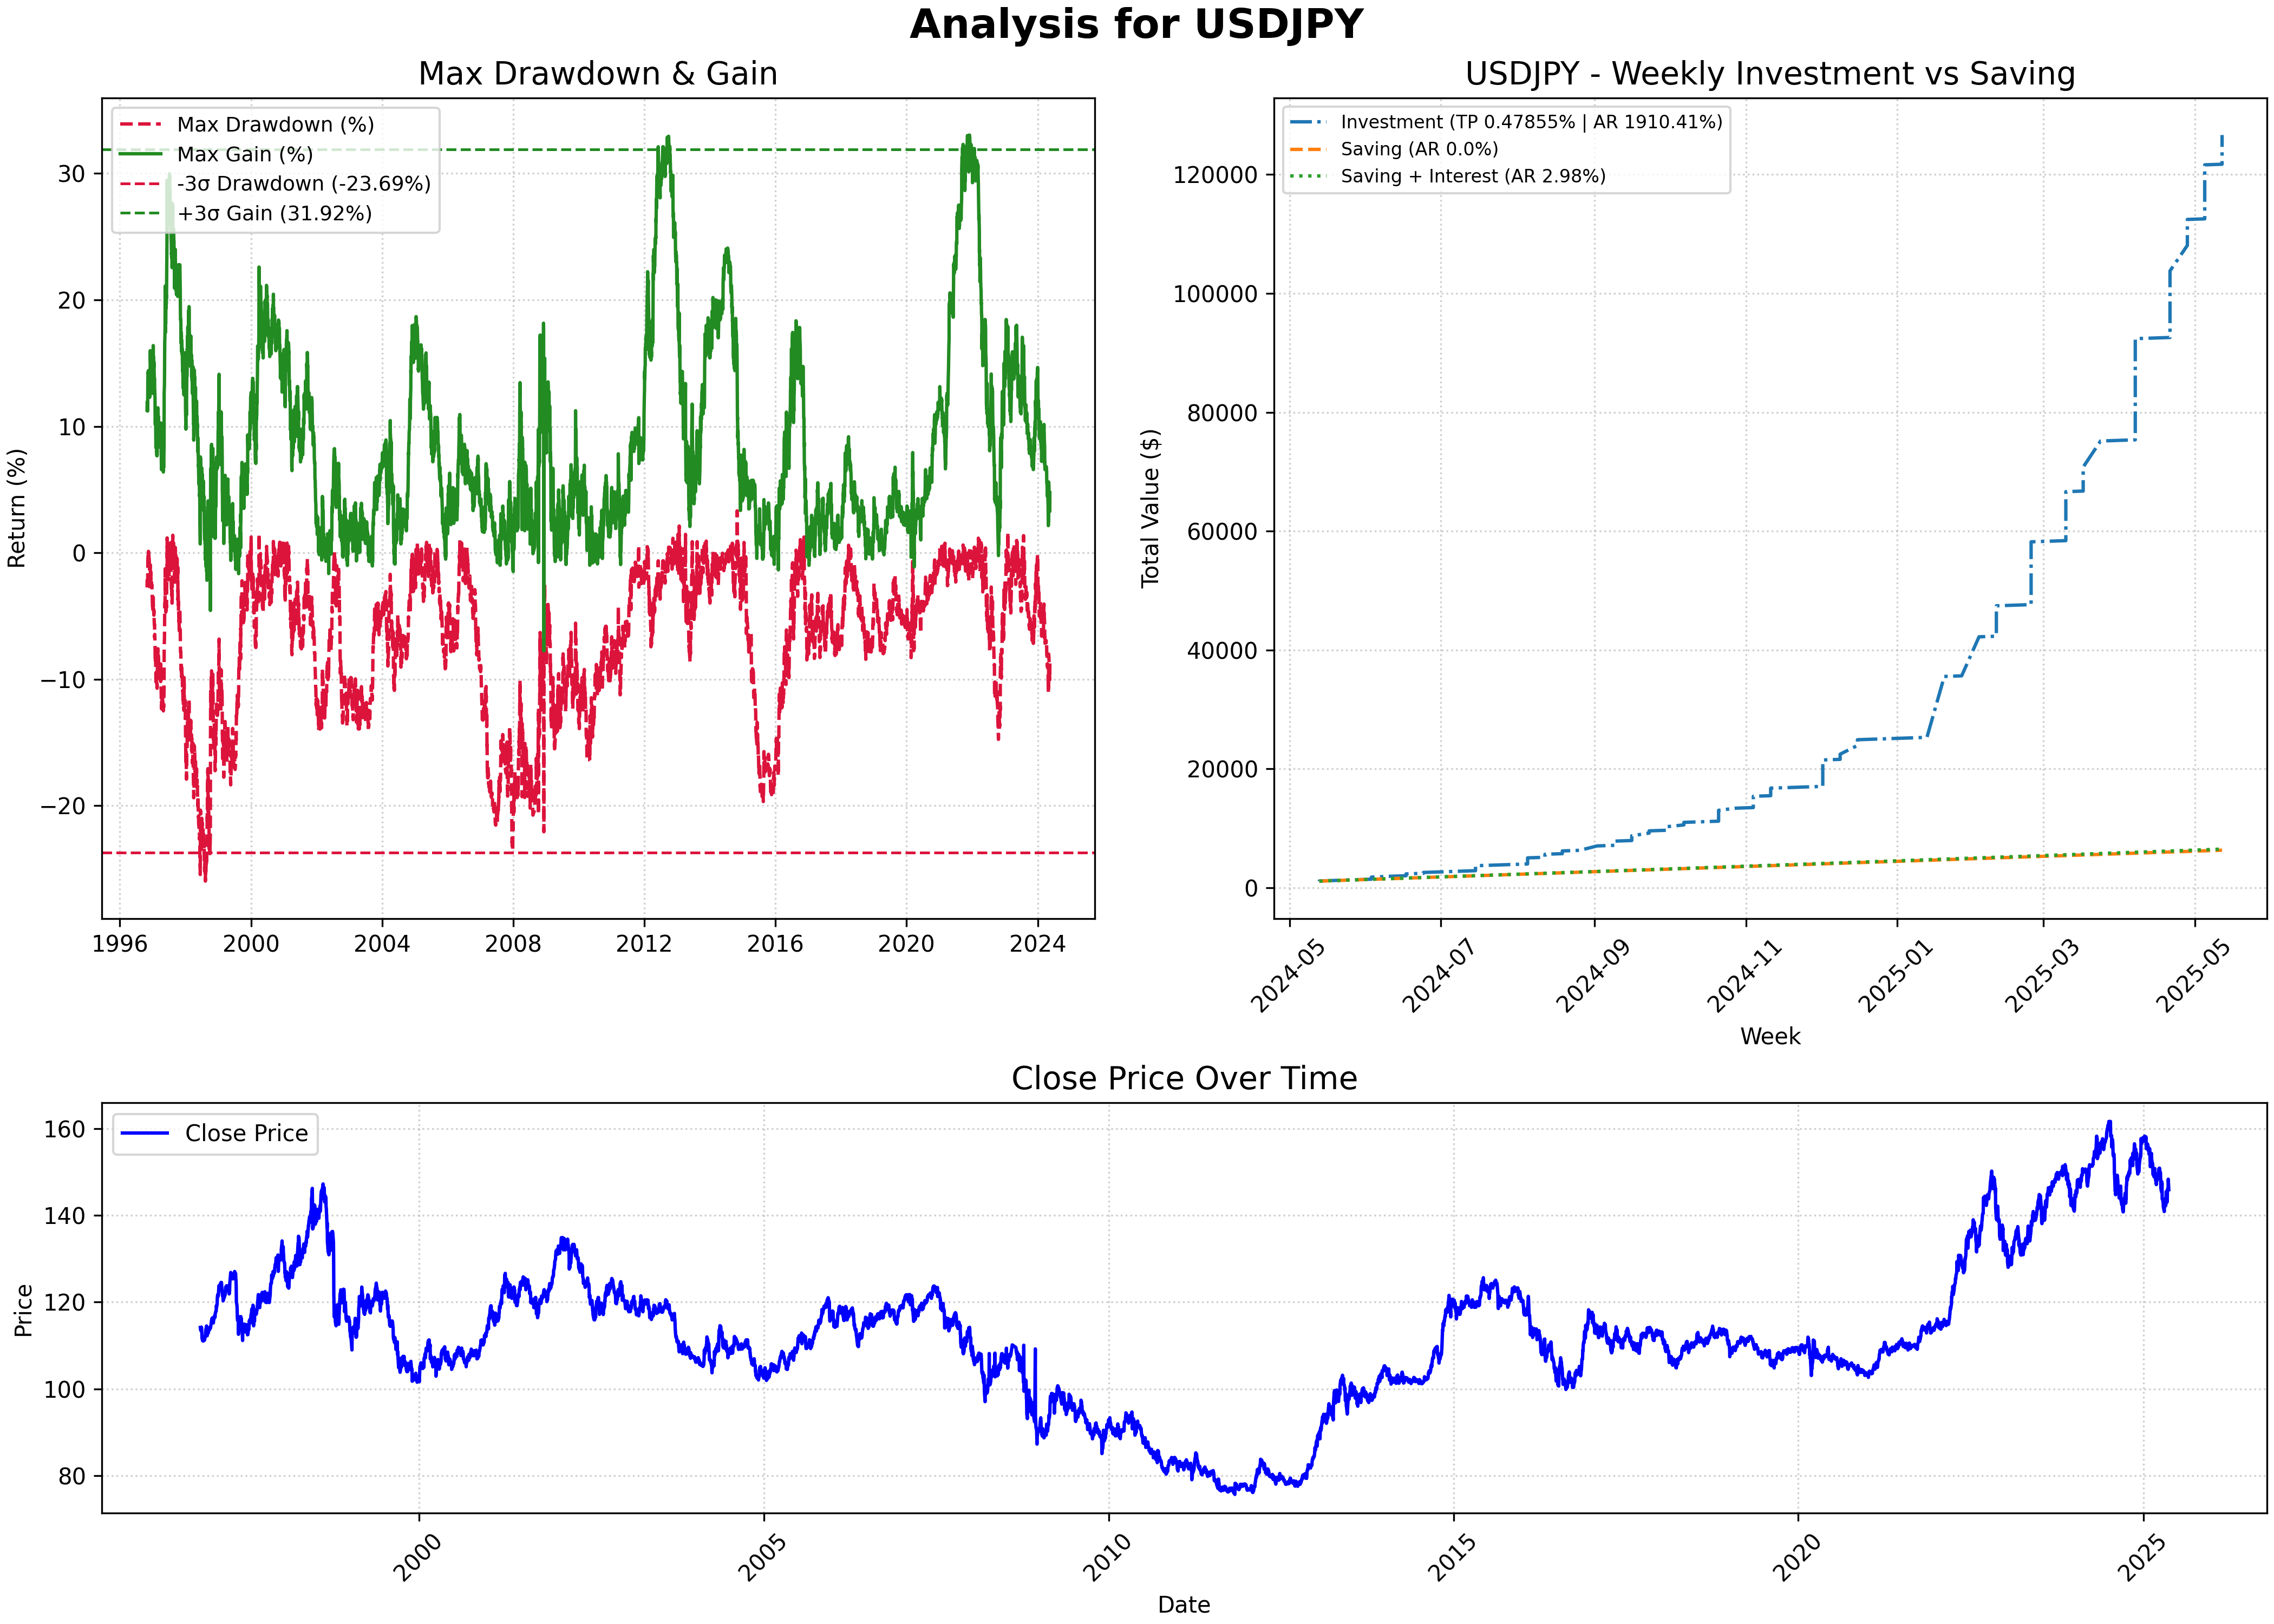 Analysis for USDJPY
Max Drawdown & Gain
Max Drawdown (%)
Max Gain (%)
-3σ Drawdown (-23.69%)
+3σ Gain (31.92%)
Return (%)
30
20
10
0
−10
−20
1996
2000
2004
2008
2012
2016
2020
2024
USDJPY - Weekly Investment vs Saving
Investment (TP 0.47855% | AR 1910.41%)
Saving (AR 0.0%)
Saving + Interest (AR 2.98%)
Total Value ($)
120000
100000
80000
60000
40000
20000
0
2024-05
2024-07
2024-09
2024-11
2025-01
2025-03
2025-05
Week
Close Price Over Time
Close Price
Price
160
140
120
100
80
2000
2005
2010
2015
2020
2025
Date